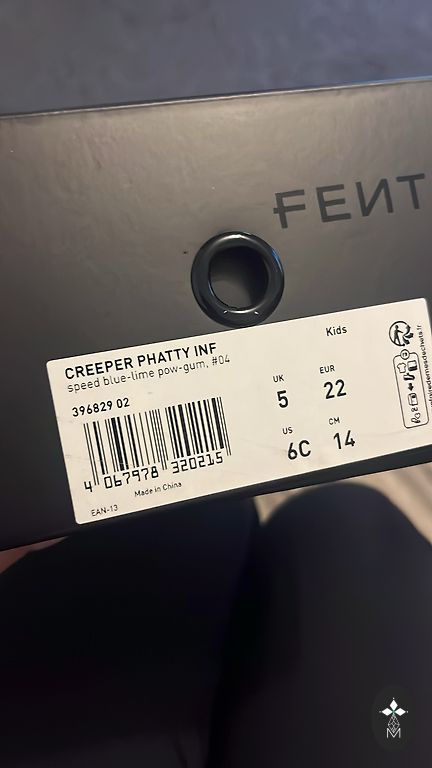 FENT
Kids
CREEPER PHATTY INF
speed blue-lime pow-gum, #04
396829 02
UK EUR
5 22
US CM
6C 14
4 067978 320215
Made in China
EAN-13
M